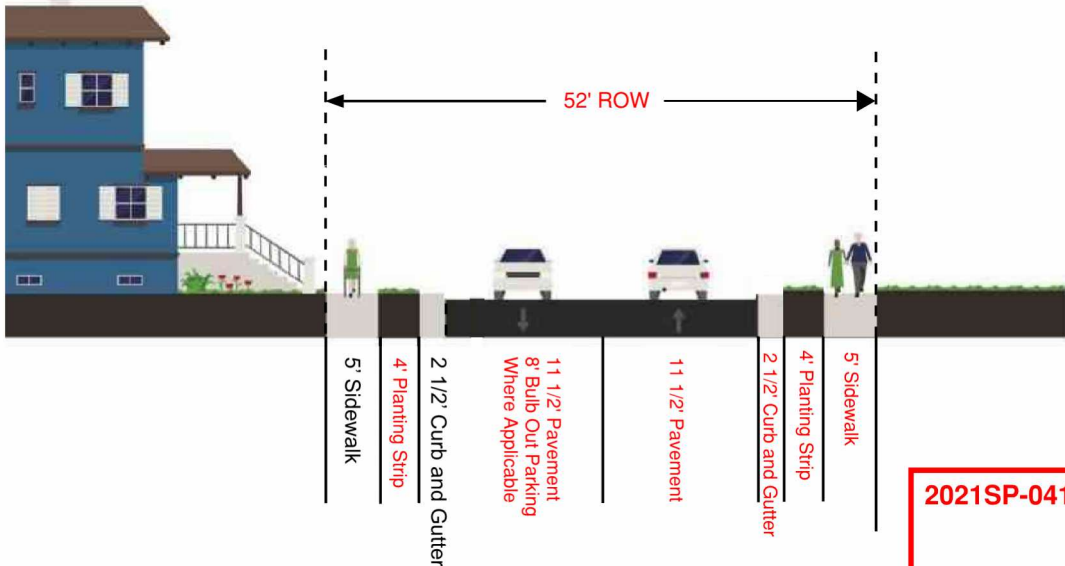 52' ROW
5' Sidewalk
4' Planting Strip
2 1/2' Curb and Gutter
11 1/2' Pavement
8' Bulb Out Parking
Where Applicable
11 1/2' Pavement
2 1/2' Curb and Gutter
4' Planting Strip
5' Sidewalk
2021SP-041